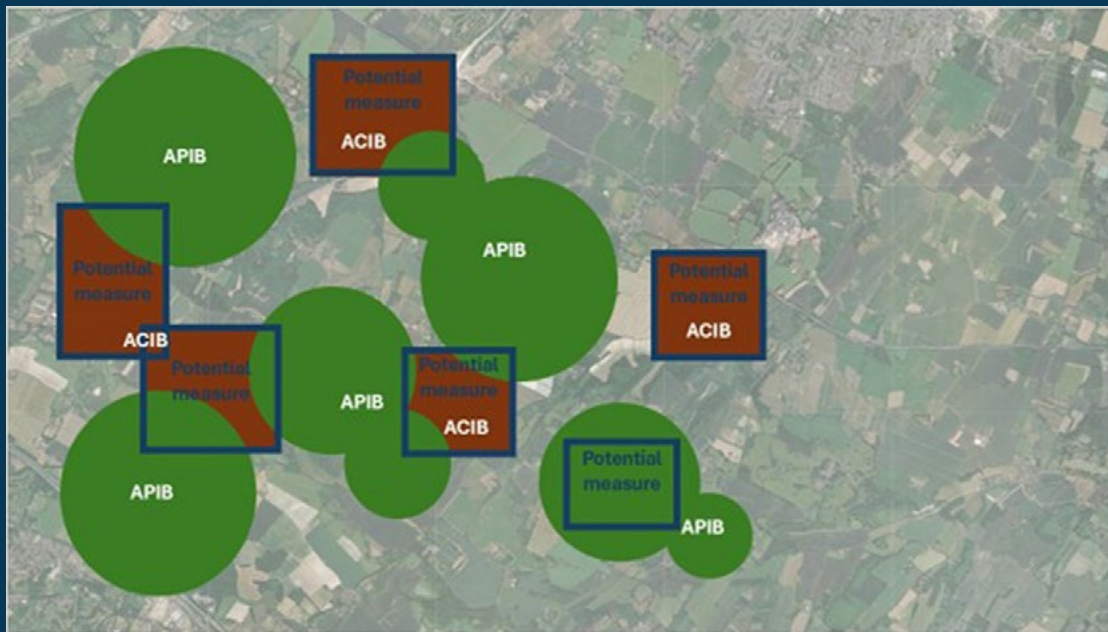 Potential
measure
ACIB
APIB
APIB
Potential
measure
ACIB
Potential
measure
ACIB
Potential
measure
APIB
Potential
measure
ACIB
APIB
Potential
measure
APIB